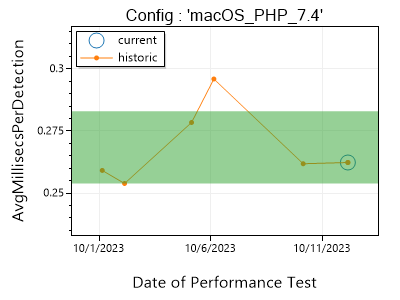 Config : 'macOS_PHP_7.4'
current
historic
AvgMillisecsPerDetection
0.3
0.275
0.25
10/1/2023
10/6/2023
10/11/2023
Date of Performance Test